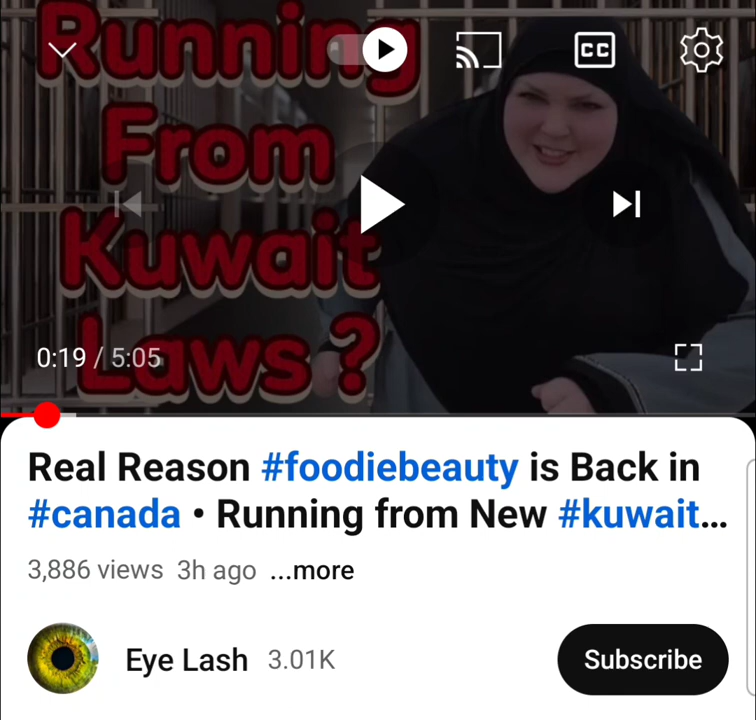 Running
From
Kuwait
Laws ?
CC
0:19 / 5:05
Real Reason #foodiebeauty is Back in
#canada • Running from New #kuwait...
3,886 views 3h ago ...more
Eye Lash 3.01K
Subscribe